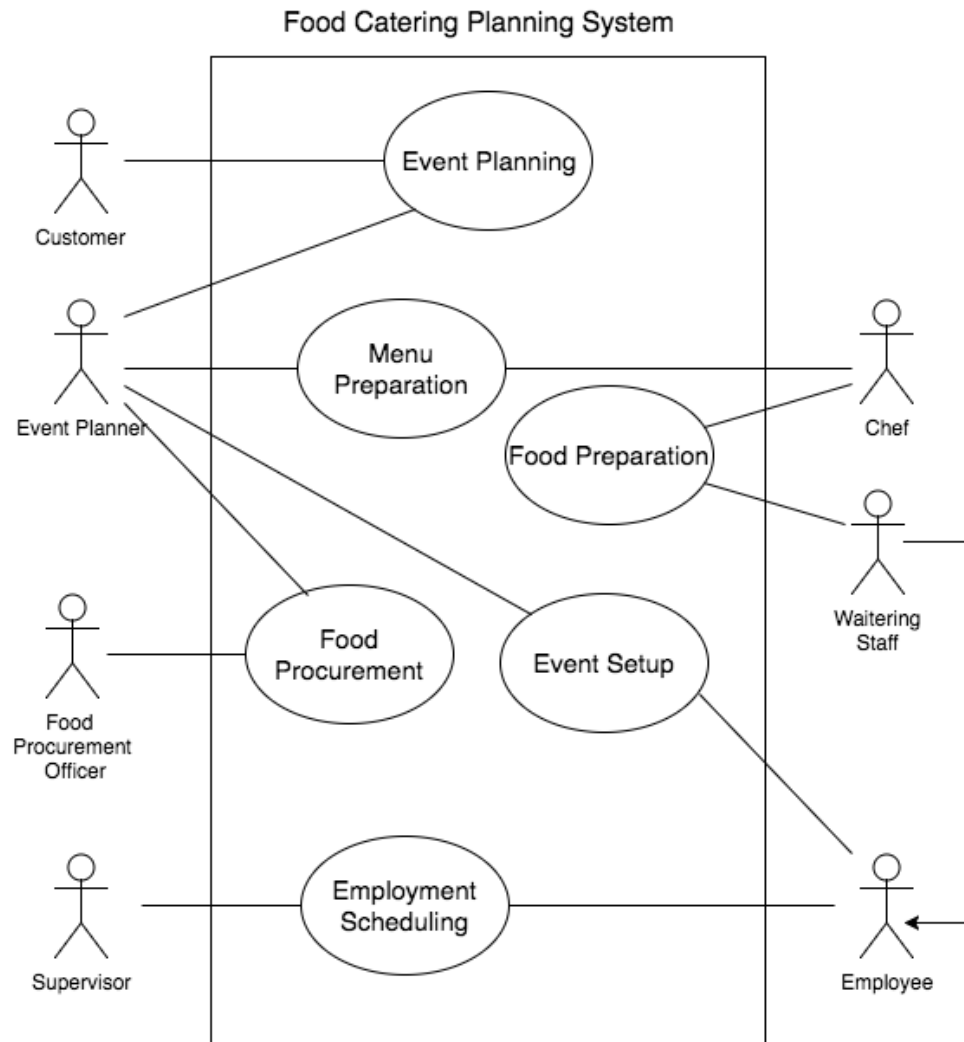 Food Catering Planning System
Event Planning
Customer
Menu
Preparation
Event Planner
Chef
Food Preparation
Waitering
Staff
Food
Procurement
Event Setup
Food
Procurement
Officer
Employment
Scheduling
Supervisor
Employee